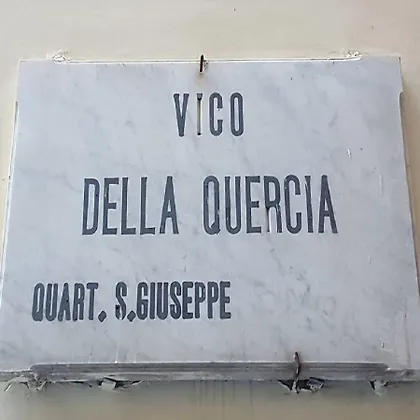 VICO
DELLA QUERCIA
QUART. S. GIUSEPPE